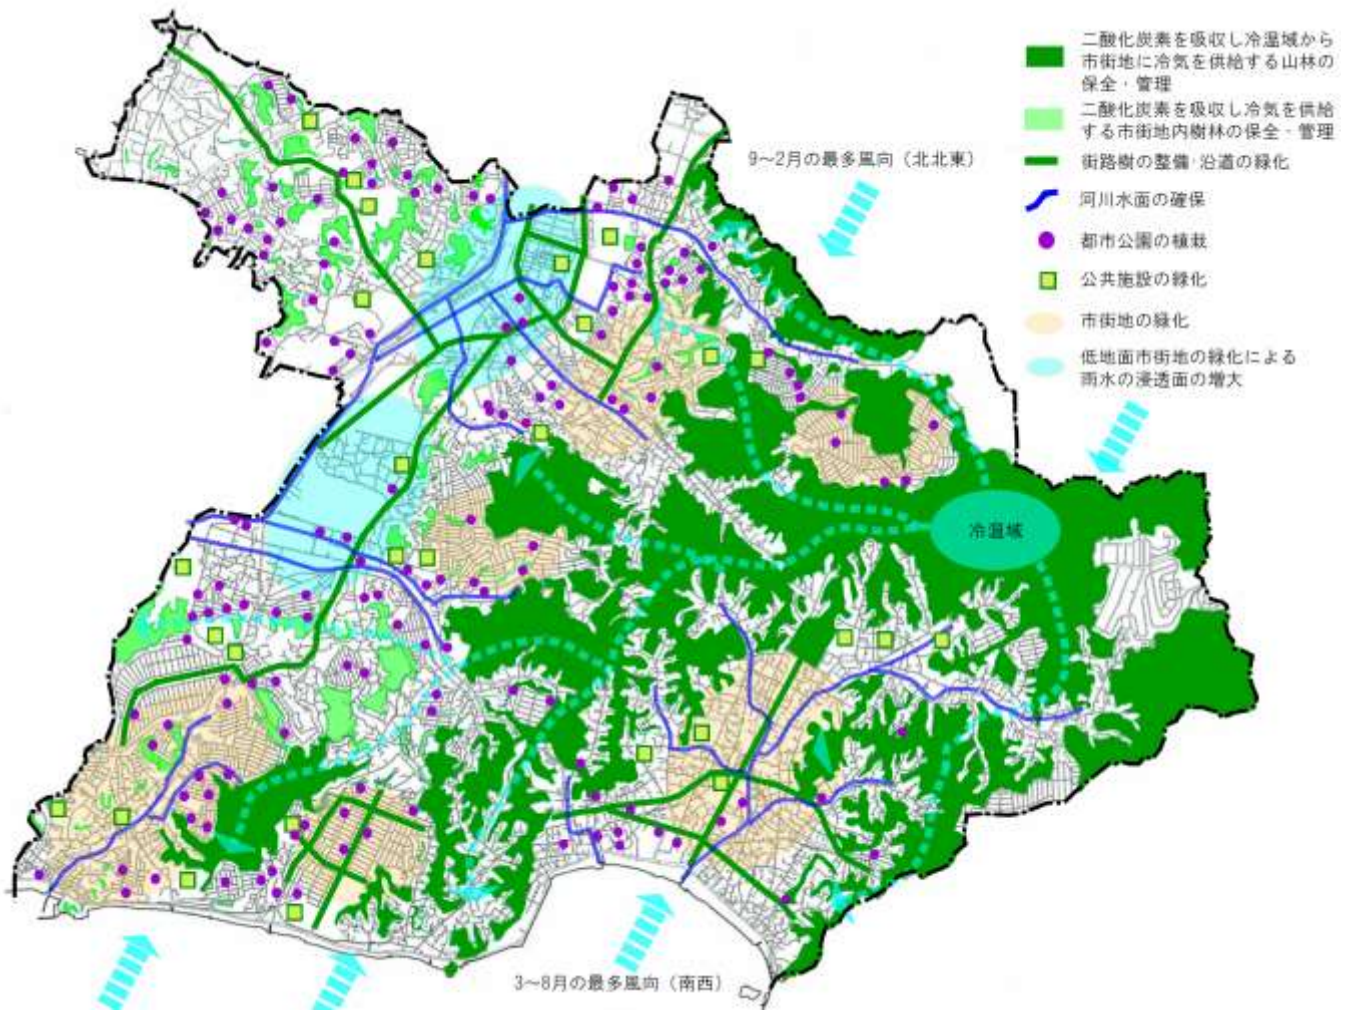 二酸化炭素を吸収し冷温域から
市街地に冷気を供給する山林の
保全・管理
二酸化炭素を吸収し冷気を供給
する市街地内樹林の保全・管理
街路樹の整備・沿道の緑化
河川水面の確保
都市公園の植栽
公共施設の緑化
市街地の緑化
低地面市街地の緑化による
雨水の浸透面の増大
9〜2月の最多風向（北北東）
冷温域
3〜8月の最多風向（南西）